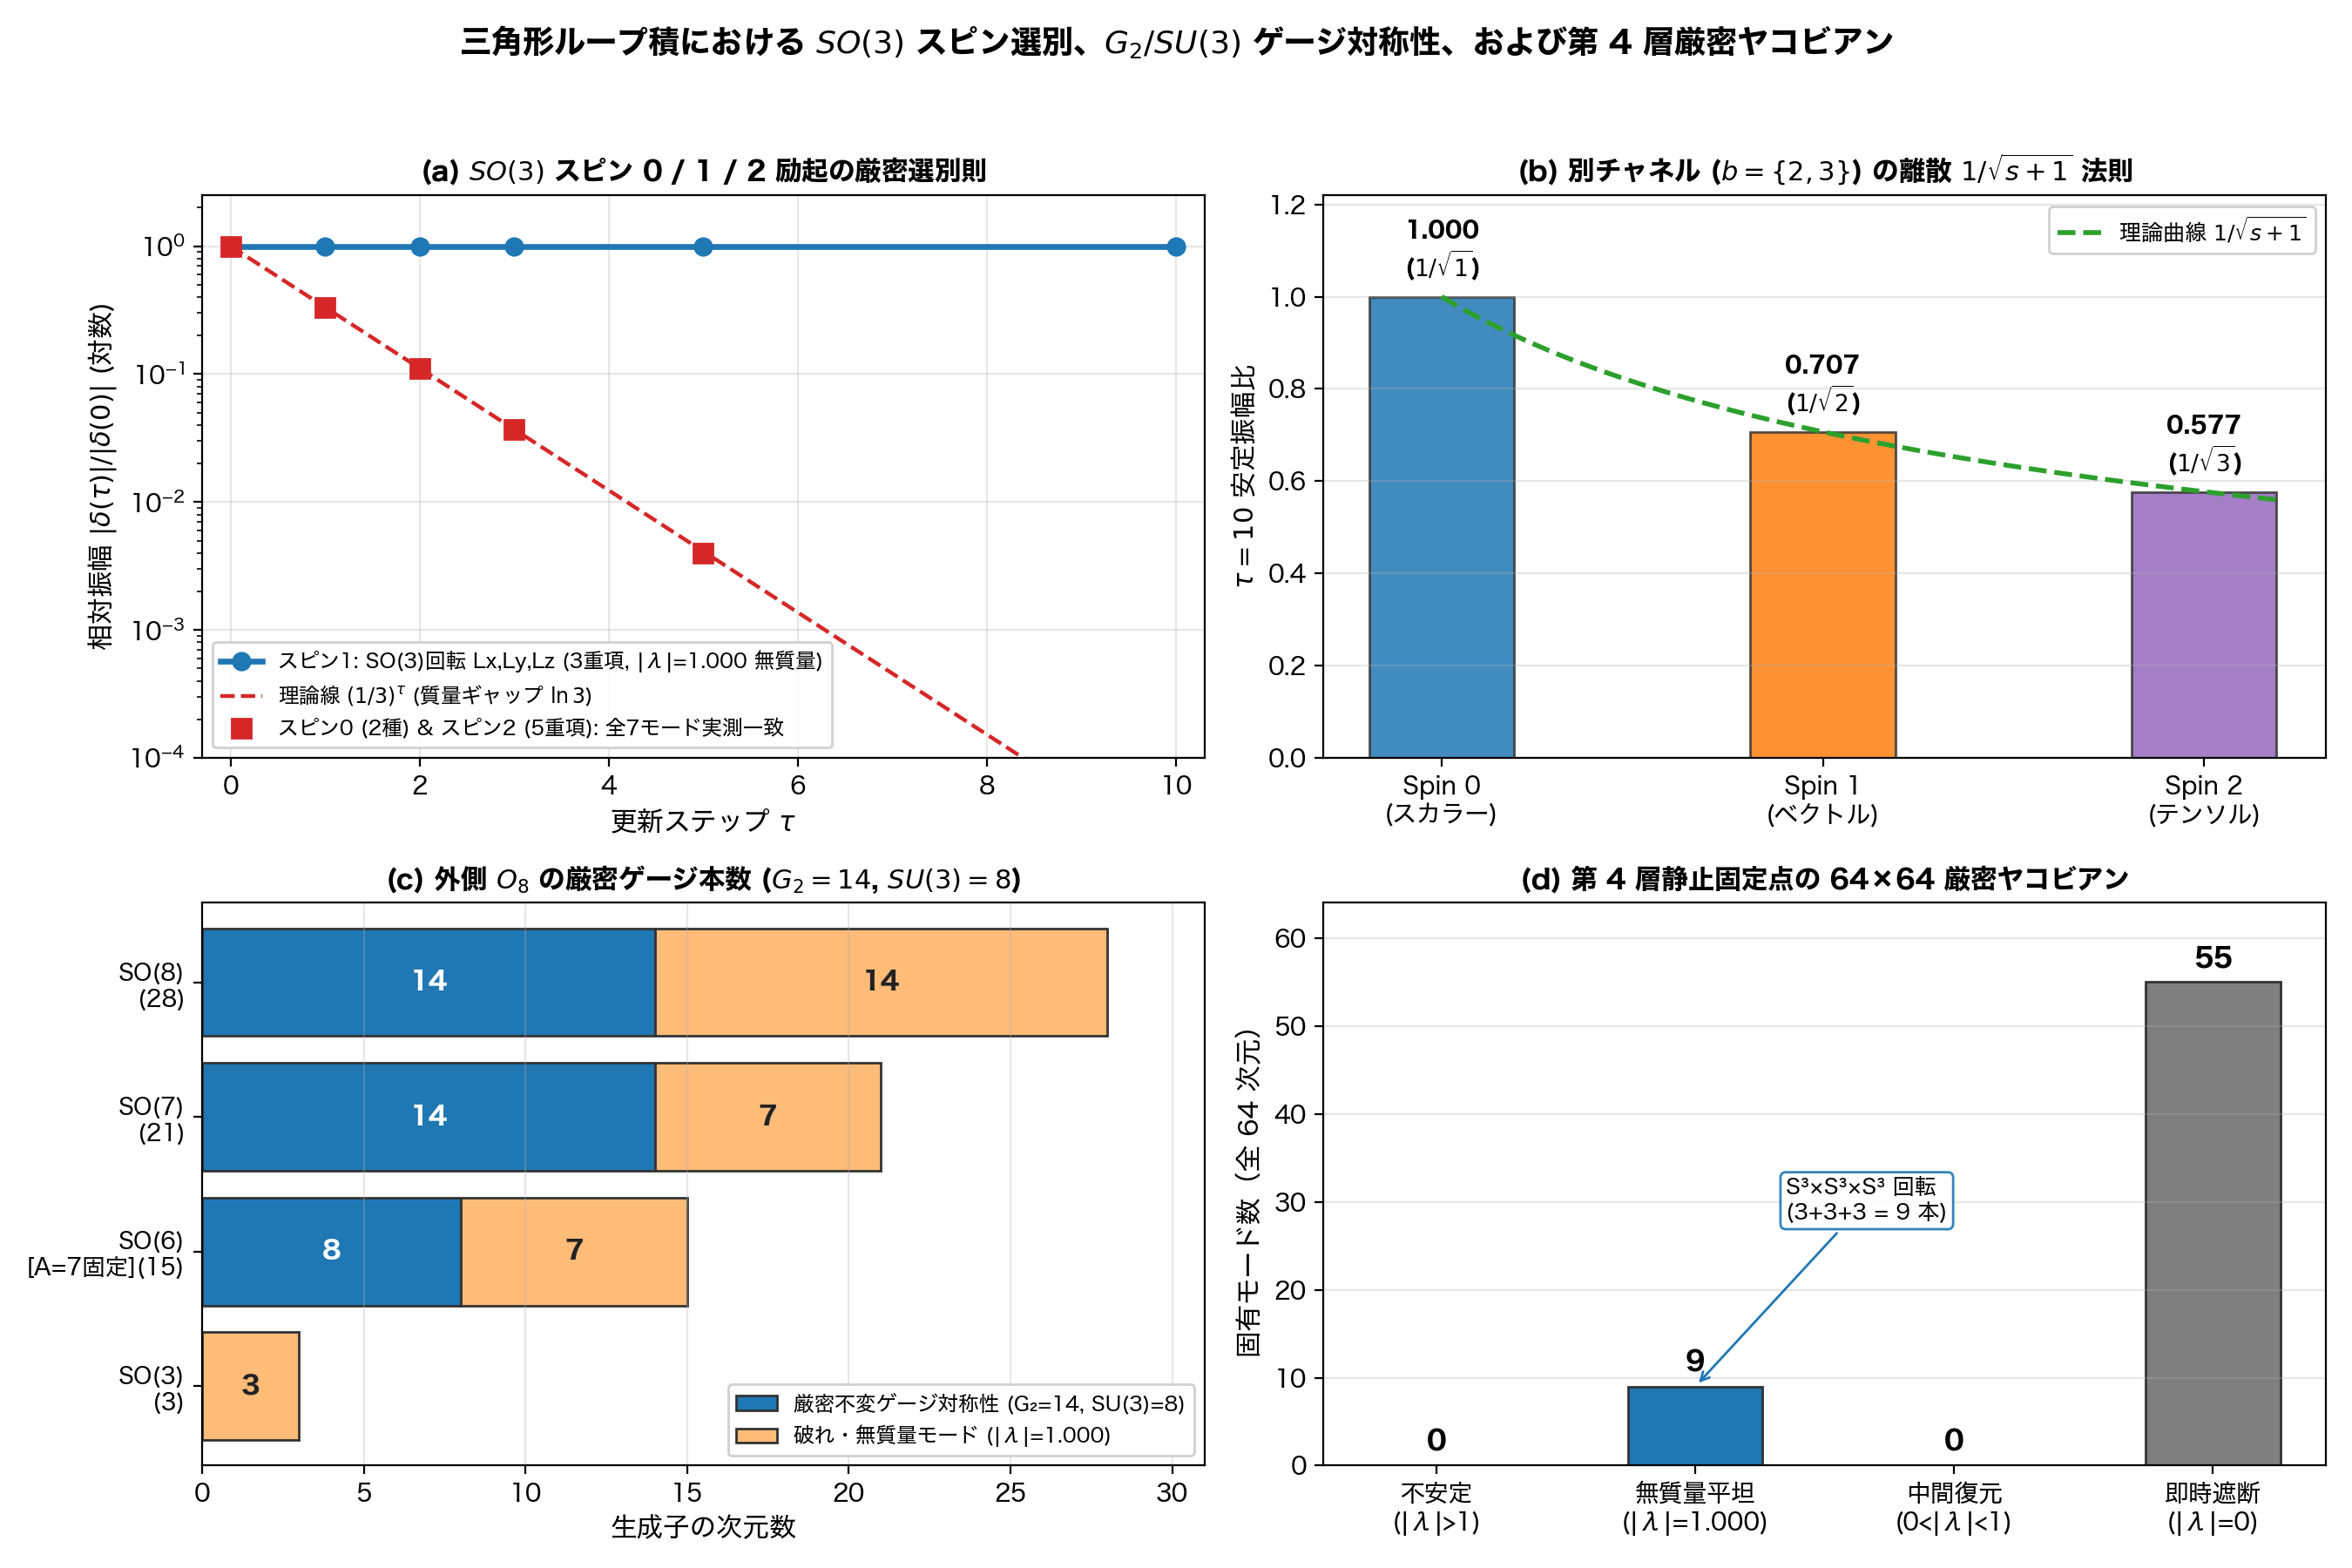 三角形ループ積における SO(3) スピン選別、G₂/SU(3) ゲージ対称性、および第 4 層厳密ヤコビアン
(a) SO(3) スピン 0 / 1 / 2 励起の厳密選別則
相対振幅 |δ(τ)|/|δ(0)| (対数)
10⁰
10⁻¹
10⁻²
10⁻³
10⁻⁴
スピン1: SO(3)回転 Lx,Ly,Lz (3重項, |λ|=1.000 無質量)
理論線 (1/3)^τ (質量ギャップ ln 3)
スピン0 (2種) & スピン2 (5重項): 全7モード実測一致
0 2 4 6 8 10
更新ステップ τ
(b) 別チャネル (b = {2, 3}) の離散 1/√s + 1 法則
τ = 10 安定振幅比
1.2
1.0
0.8
0.6
0.4
0.2
0.0
理論曲線 1/√s + 1
1.000
(1/√1)
0.707
(1/√2)
0.577
(1/√3)
Spin 0
(スカラー)
Spin 1
(ベクトル)
Spin 2
(テンソル)
(c) 外側 O₈ の厳密ゲージ本数 (G₂ = 14, SU(3) = 8)
SO(8)
(28)
14 14
SO(7)
(21)
14 7
SO(6)
[A=7固定](15)
8 7
SO(3)
(3)
3
厳密不変ゲージ対称性 (G₂=14, SU(3)=8)
破れ・無質量モード (|λ|=1.000)
0 5 10 15 20 25 30
生成子の次元数
(d) 第 4 層静止固定点の 64×64 厳密ヤコビアン
固有モード数 (全 64 次元)
60
50
40
30
20
10
0
55
S³×S³×S³ 回転
(3+3+3 = 9 本)
9
0
0
不安定
(|λ|>1)
無質量平坦
(|λ|=1.000)
中間復元
(0<|λ|<1)
即時遮断
(|λ|=0)